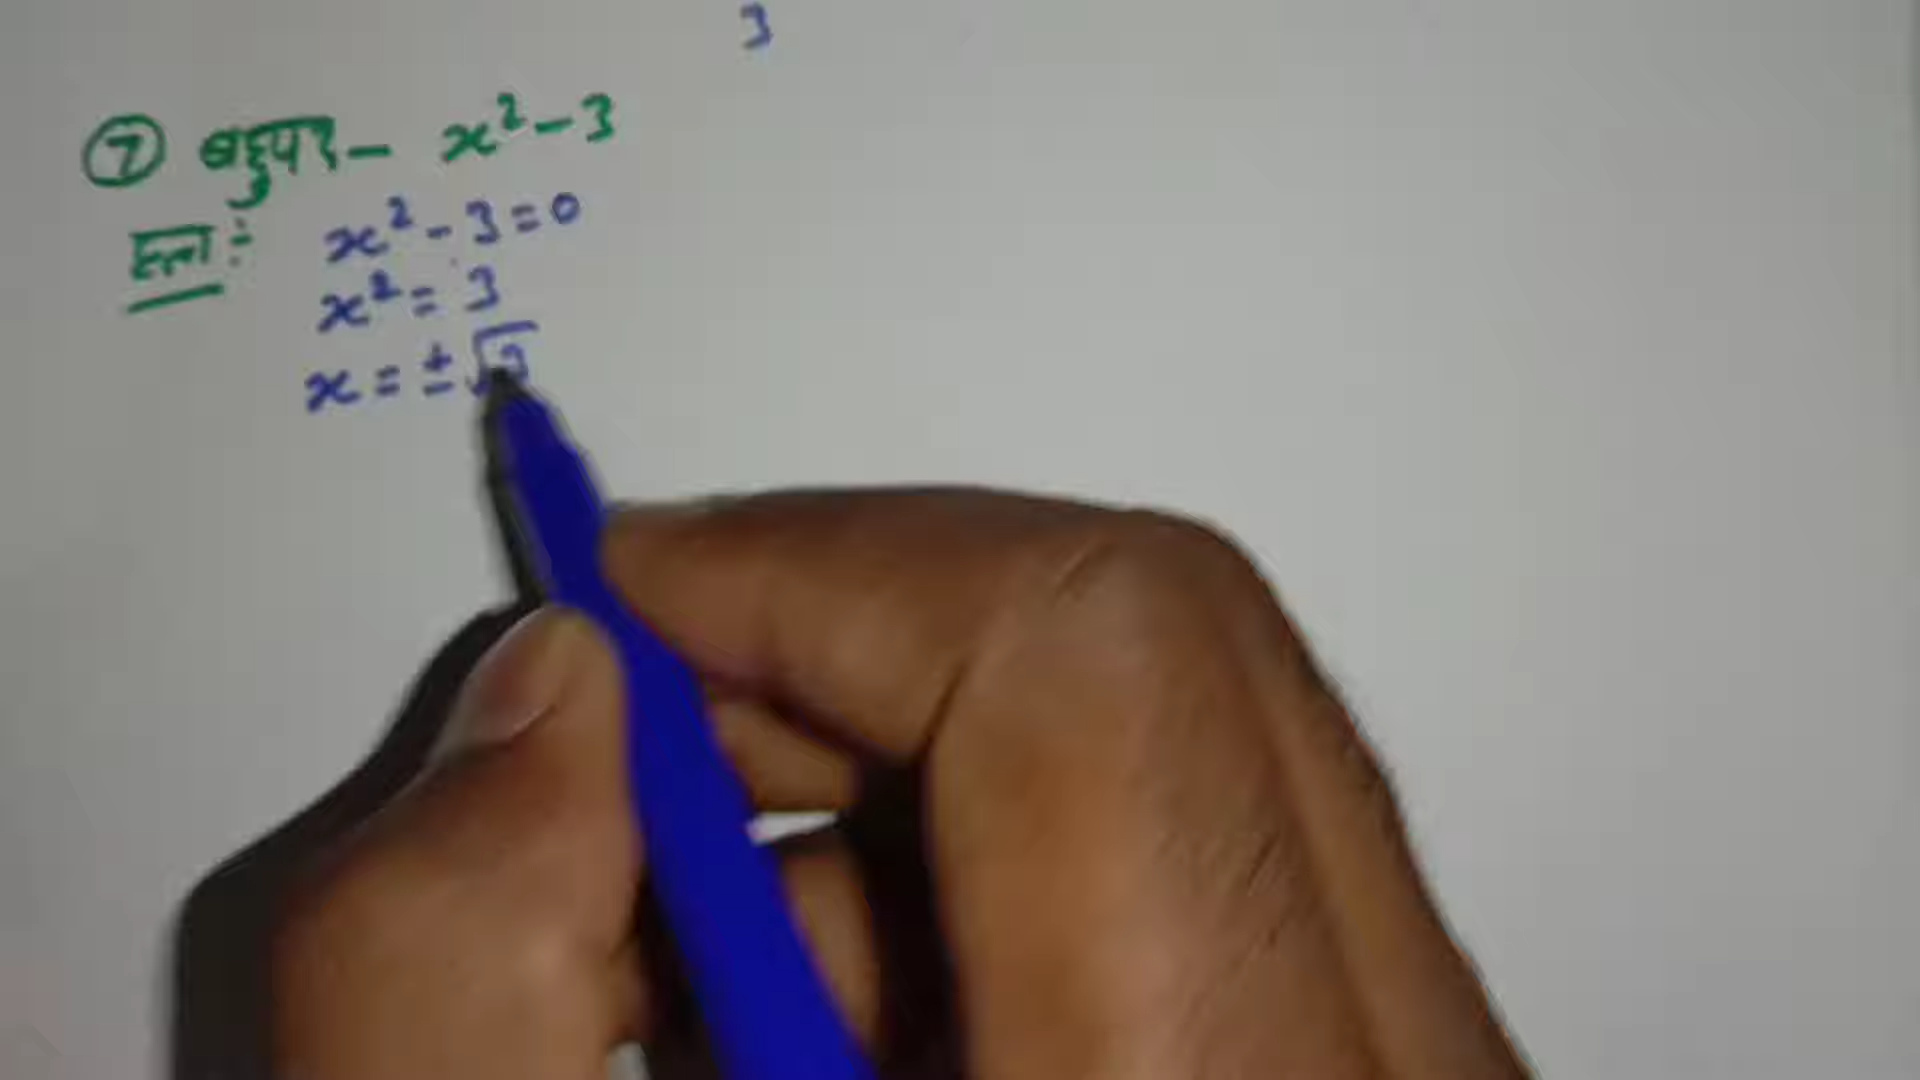 3
⑦ बहुपद - x² - 3
हल:- x² - 3 = 0
x² = 3
x = ± √3